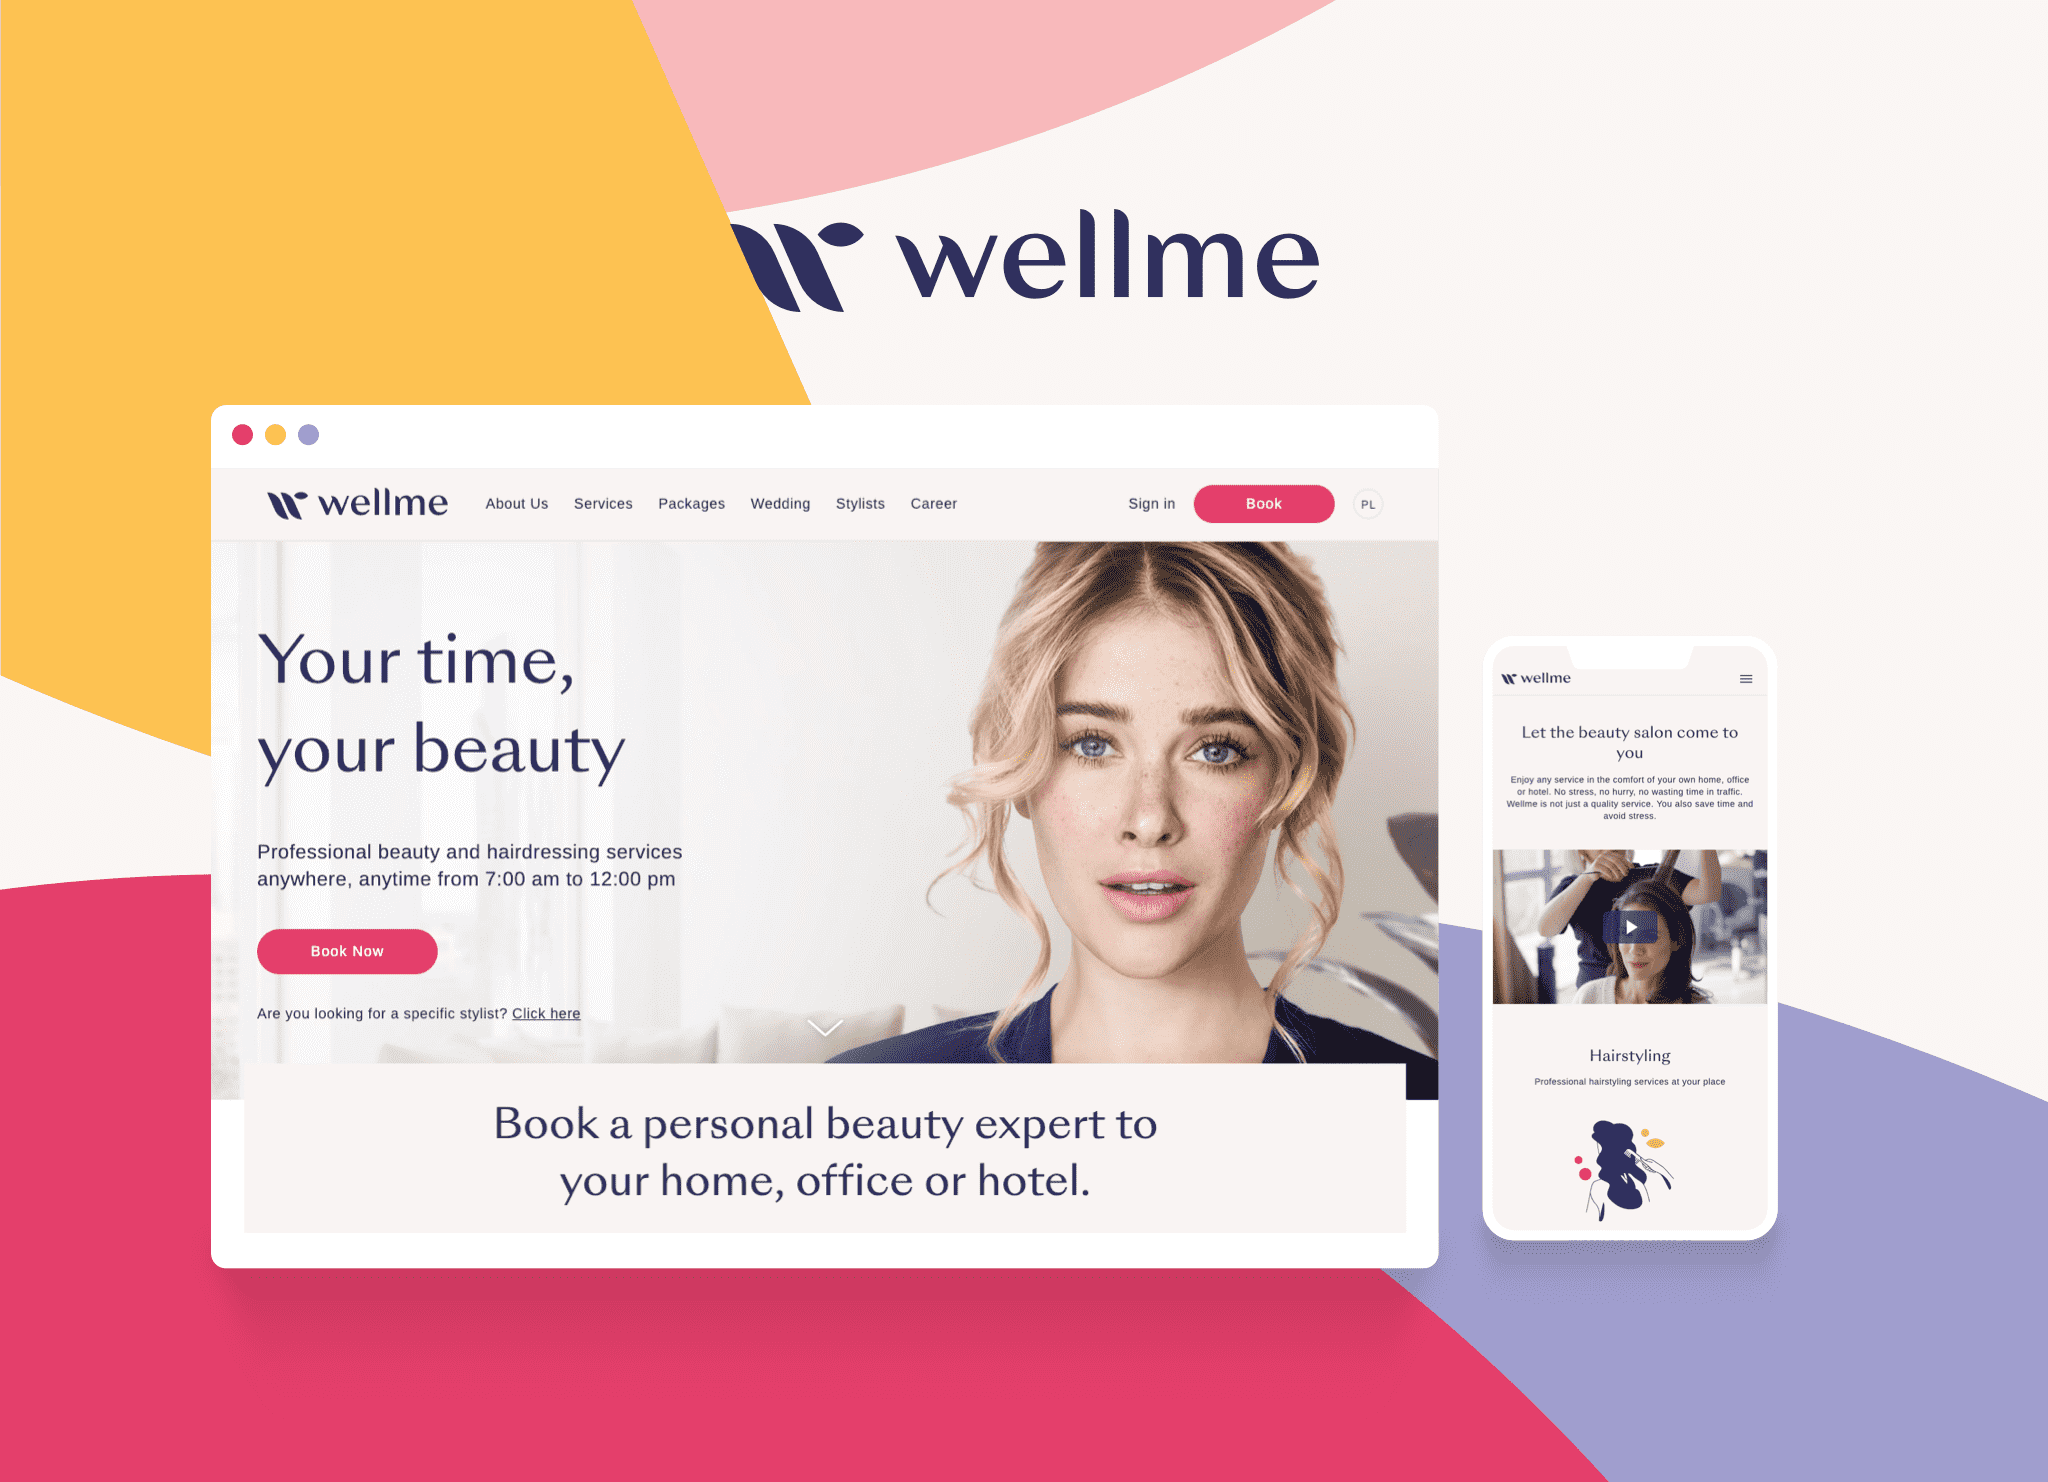 wellme
wellme
About Us Services Packages Wedding Stylists Career Sign in Book PL
Your time,
your beauty
Professional beauty and hairdressing services
anywhere, anytime from 7:00 am to 12:00 pm
Book Now
Are you looking for a specific stylist? Click here
Book a personal beauty expert to
your home, office or hotel.
wellme
Let the beauty salon come to
you
Enjoy any service in the comfort of your own home, office
or hotel. No stress, no hurry, no wasting time in traffic.
Wellme is not just a quality service. You also save time and
avoid stress.
Hairstyling
Professional hairstyling services at your place